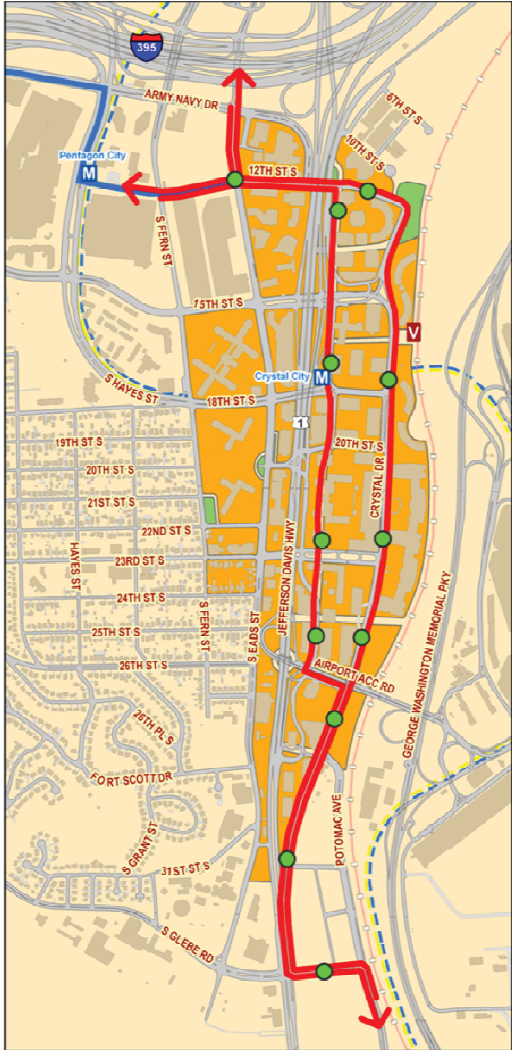 395
ARMY NAVY DR
6TH ST S
10TH ST S
Pentagon City
M
12TH ST S
S FERN ST
15TH ST S
V
Crystal City
M
S HAYES ST
18TH ST S
1
19TH ST S
20TH ST S
20TH ST S
CRYSTAL DR
21ST ST S
22ND ST S
JEFFERSON DAVIS HWY
HAYES ST
23RD ST S
24TH ST S
S FERN ST
S EADS ST
25TH ST S
26TH ST S
AIRPORT ACC RD
GEORGE WASHINGTON MEMORIAL PKY
26TH PL S
FORT SCOTT DR
POTOMAC AVE
S GRANT ST
31ST ST S
S GLEBE RD